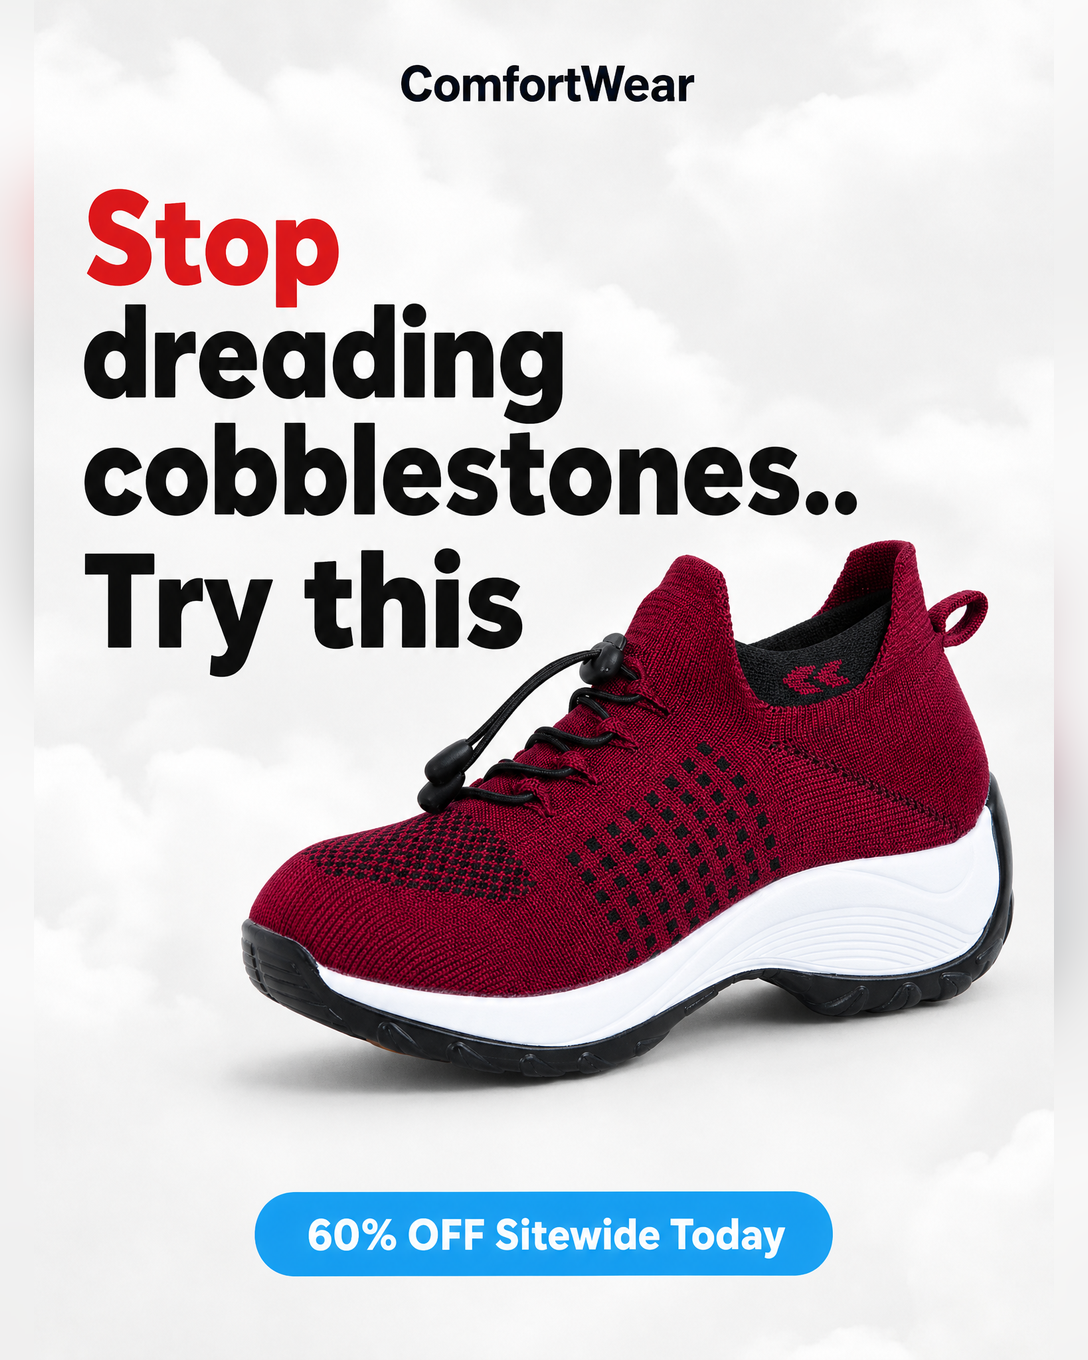 ComfortWear
Stop
dreading
cobblestones..
Try this
60% OFF Sitewide Today